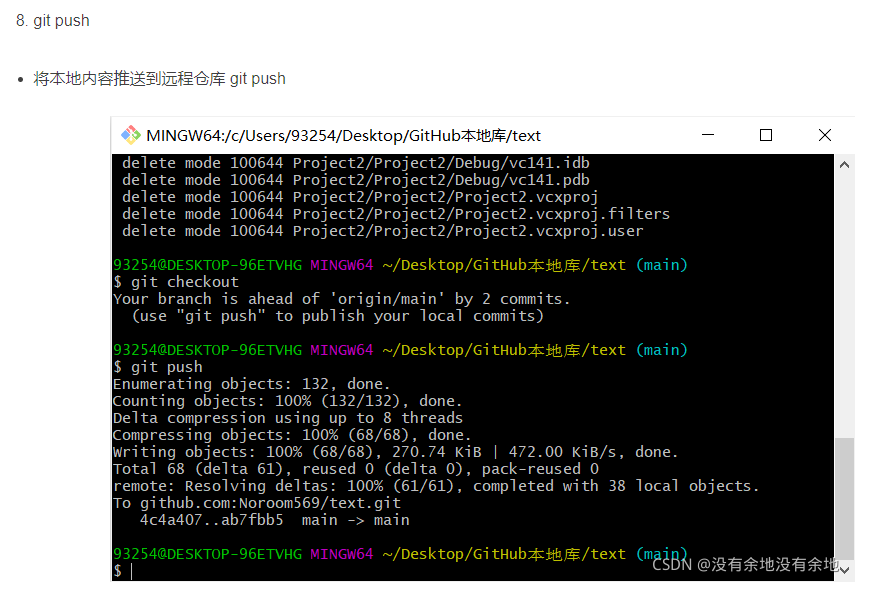 8. git push
• 将本地内容推送到远程仓库 git push
MINGW64:/c/Users/93254/Desktop/GitHub本地库/text
delete mode 100644 Project2/Project2/Debug/vc141.idb
delete mode 100644 Project2/Project2/Debug/vc141.pdb
delete mode 100644 Project2/Project2/Project2.vcxproj
delete mode 100644 Project2/Project2/Project2.vcxproj.filters
delete mode 100644 Project2/Project2/Project2.vcxproj.user
93254@DESKTOP-96ETVHG MINGW64 ~/Desktop/GitHub本地库/text (main)
$ git checkout
Your branch is ahead of 'origin/main' by 2 commits.
(use "git push" to publish your local commits)
93254@DESKTOP-96ETVHG MINGW64 ~/Desktop/GitHub本地库/text (main)
$ git push
Enumerating objects: 132, done.
Counting objects: 100% (132/132), done.
Delta compression using up to 8 threads
Compressing objects: 100% (68/68), done.
Writing objects: 100% (68/68), 270.74 KiB | 472.00 KiB/s, done.
Total 68 (delta 61), reused 0 (delta 0), pack-reused 0
remote: Resolving deltas: 100% (61/61), completed with 38 local objects.
To github.com:Noroom569/text.git
4c4a407..ab7fbb5  main -> main
93254@DESKTOP-96ETVHG MINGW64 ~/Desktop/GitHub本地库/text (main)
$
CSDN @没有余地没有余地